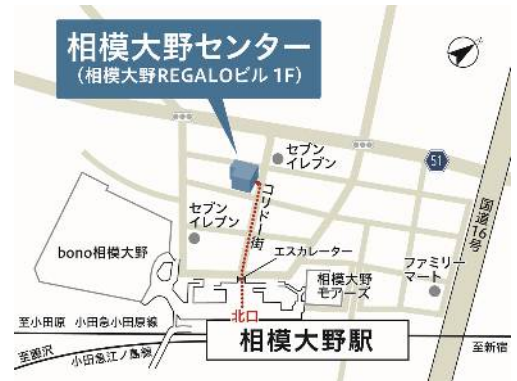 相模大野センター
（相模大野REGALOビル 1F）
セブン
イレブン
51
コリドー街
国道16号
セブン
イレブン
bono相模大野
エスカレーター
相模大野
モアーズ
ファミリー
マート
北口
至小田原 小田急小田原線
相模大野駅
至新宿
至藤沢 小田急江ノ島線